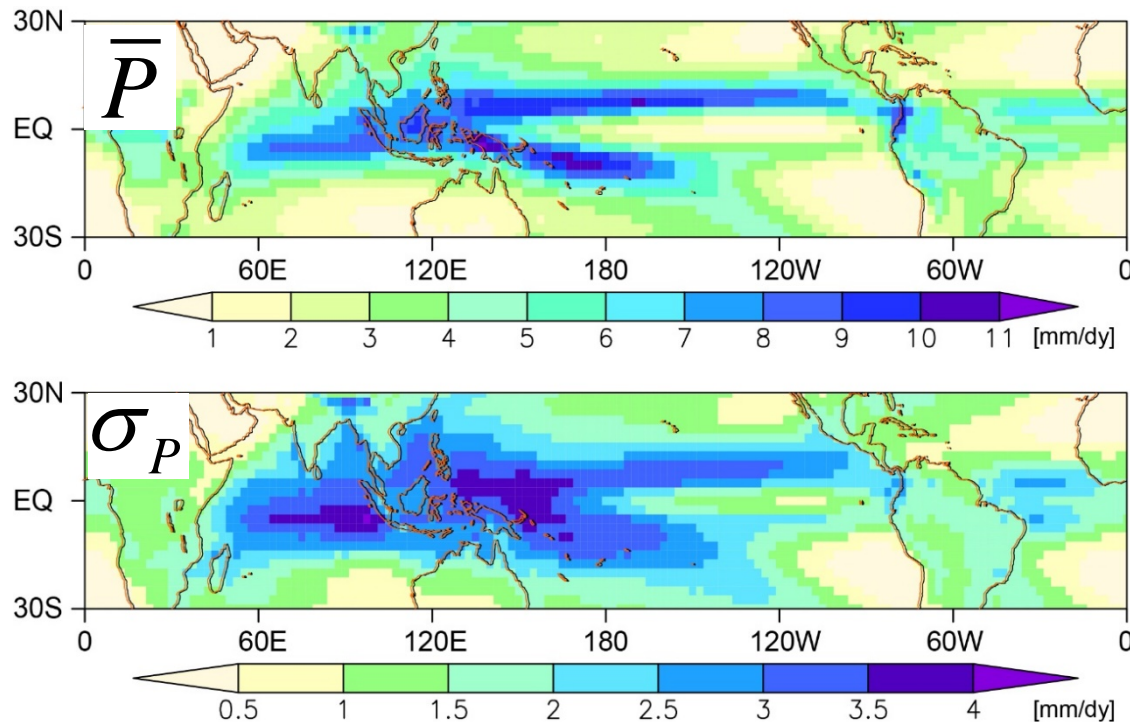 30N
P̅
EQ
30S
0 60E 120E 180 120W 60W 0
1 2 3 4 5 6 7 8 9 10 11 [mm/dy]
30N
σ_P
EQ
30S
0 60E 120E 180 120W 60W 0
0.5 1 1.5 2 2.5 3 3.5 4 [mm/dy]